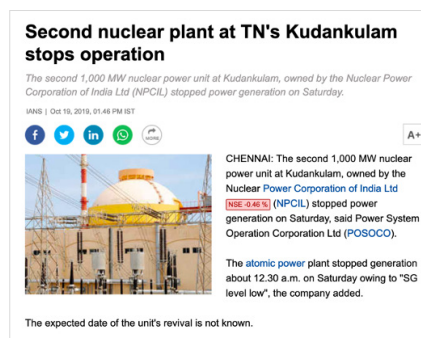 Second nuclear plant at TN's Kudankulam
stops operation
The second 1,000 MW nuclear power unit at Kudankulam, owned by the Nuclear Power
Corporation of India Ltd (NPCIL) stopped power generation on Saturday.
IANS | Oct 19, 2019, 01.46 PM IST
MORE
A+
CHENNAI: The second 1,000 MW nuclear
power unit at Kudankulam, owned by the
Nuclear Power Corporation of India Ltd
NSE -0.46 % (NPCIL) stopped power
generation on Saturday, said Power System
Operation Corporation Ltd (POSOCO).
The atomic power plant stopped generation
about 12.30 a.m. on Saturday owing to "SG
level low", the company added.
The expected date of the unit's revival is not known.